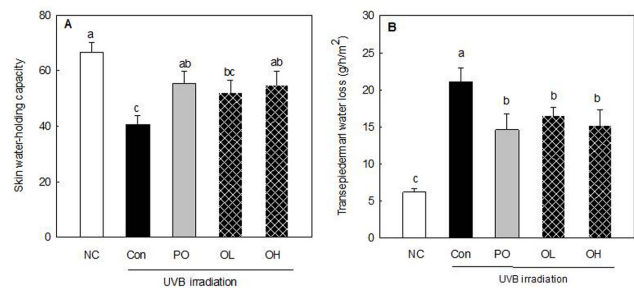 A
Skin water-holding capacity
80
60
40
20
0
a
c
ab
bc
ab
NC Con PO OL OH
UVB irradiation
B
Transepiedermarl water loss (g/h/m²)
30
25
20
15
10
5
0
c
a
b
b
b
NC Con PO OL OH
UVB irradiation